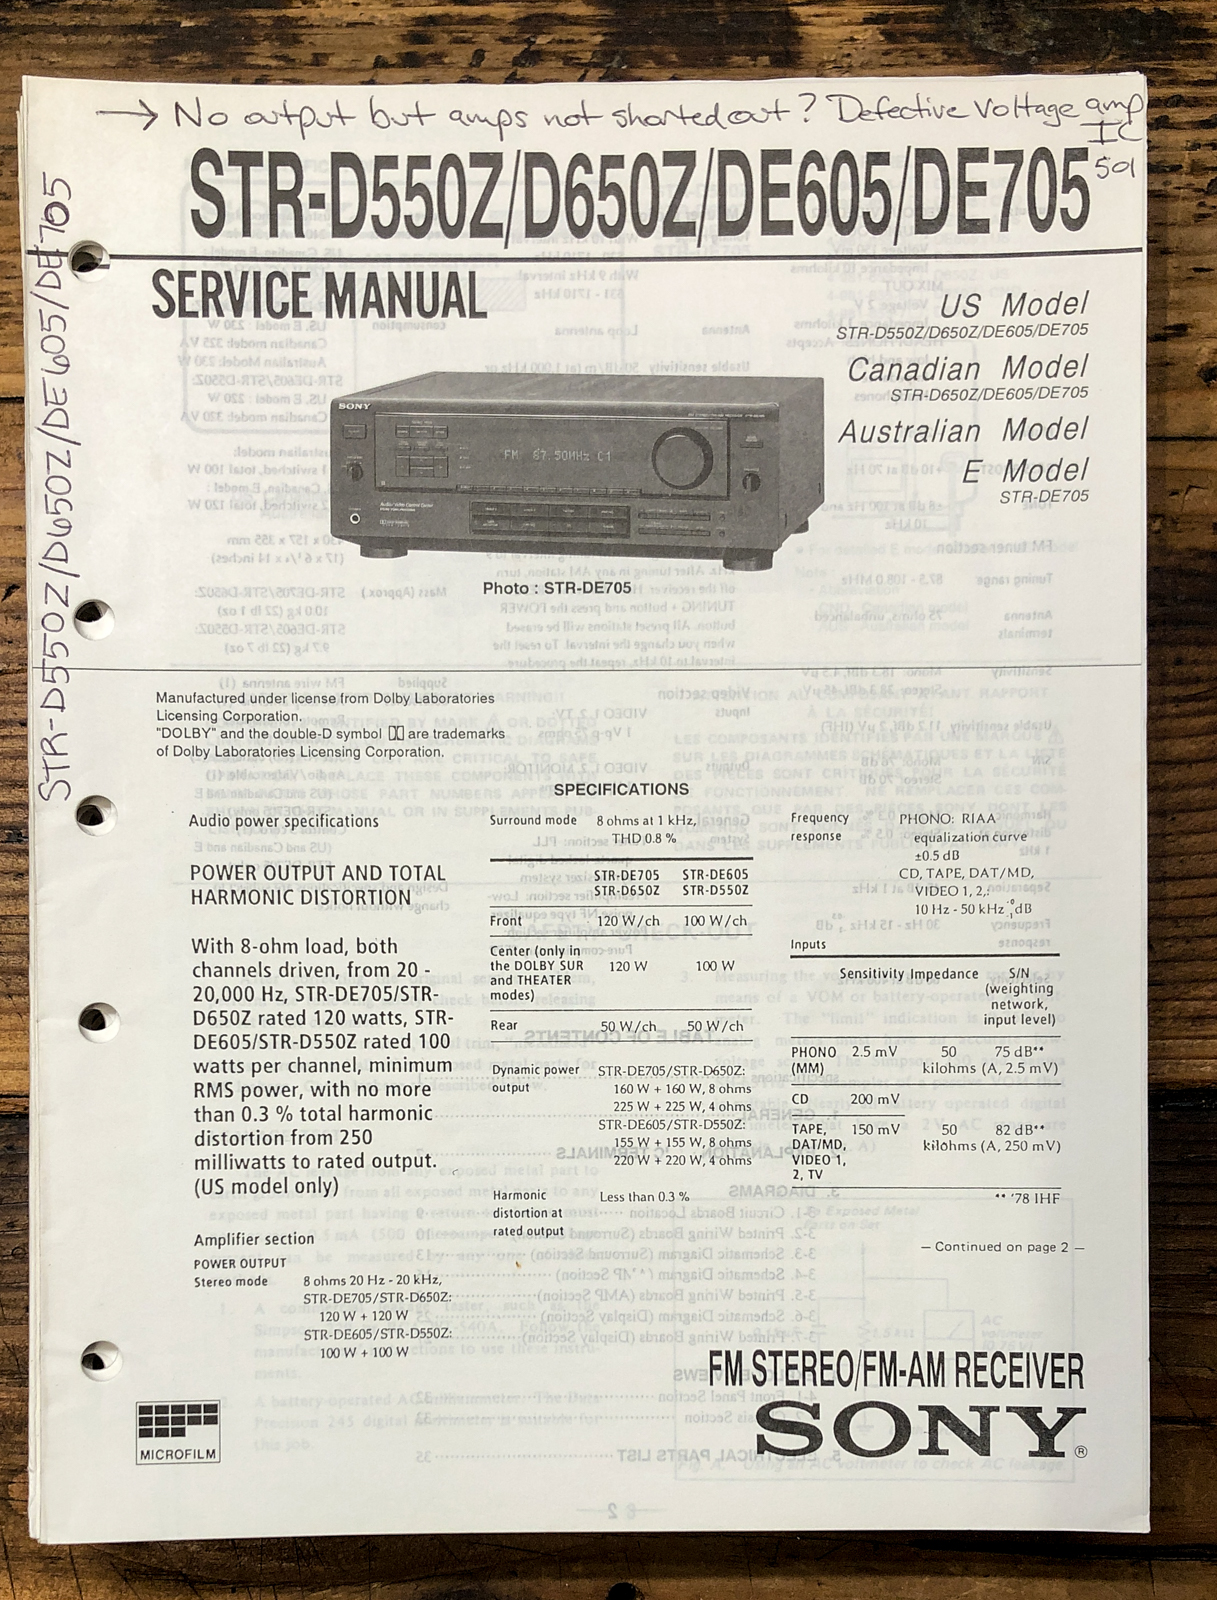 → No output but amps not shorted out? Defective Voltage amp
IC
501
STR-D550Z/D650Z/DE605/DE705
STR-D550Z/D650Z/DE605/DE705
SERVICE MANUAL
US Model
STR-D550Z/D650Z/DE605/DE705
Canadian Model
STR-D650Z/DE605/DE705
Australian Model
E Model
STR-DE705
SONY
FM 87.50MHz C1
Photo : STR-DE705
Manufactured under license from Dolby Laboratories
Licensing Corporation.
"DOLBY" and the double-D symbol are trademarks
of Dolby Laboratories Licensing Corporation.
SPECIFICATIONS
Audio power specifications
POWER OUTPUT AND TOTAL
HARMONIC DISTORTION
With 8-ohm load, both
channels driven, from 20 -
20,000 Hz, STR-DE705/STR-
D650Z rated 120 watts, STR-
DE605/STR-D550Z rated 100
watts per channel, minimum
RMS power, with no more
than 0.3 % total harmonic
distortion from 250
milliwatts to rated output.
(US model only)
Amplifier section
POWER OUTPUT
Stereo mode 8 ohms 20 Hz - 20 kHz,
STR-DE705/STR-D650Z:
120 W + 120 W
STR-DE605/STR-D550Z:
100 W + 100 W
Surround mode 8 ohms at 1 kHz,
THD 0.8 %
STR-DE705 STR-DE605
STR-D650Z STR-D550Z
Front 120 W/ch 100 W/ch
Center (only in
the DOLBY SUR 120 W 100 W
and THEATER
modes)
Rear 50 W/ch 50 W/ch
Dynamic power STR-DE705/STR-D650Z:
output 160 W + 160 W, 8 ohms
225 W + 225 W, 4 ohms
STR-DE605/STR-D550Z:
155 W + 155 W, 8 ohms
220 W + 220 W, 4 ohms
Harmonic Less than 0.3 %
distortion at
rated output
Frequency PHONO: RIAA
response equalization curve
±0.5 dB
CD, TAPE, DAT/MD,
VIDEO 1, 2,:
10 Hz - 50 kHz dB
Inputs
Sensitivity Impedance S/N
(weighting
network,
input level)
PHONO 2.5 mV 50 75 dB**
(MM) kilohms (A, 2.5 mV)
CD 200 mV
TAPE, 150 mV 50 82 dB**
DAT/MD, kilohms (A, 250 mV)
VIDEO 1,
2, TV
** '78 IHF
— Continued on page 2 —
MICROFILM
FM STEREO/FM-AM RECEIVER
SONY®